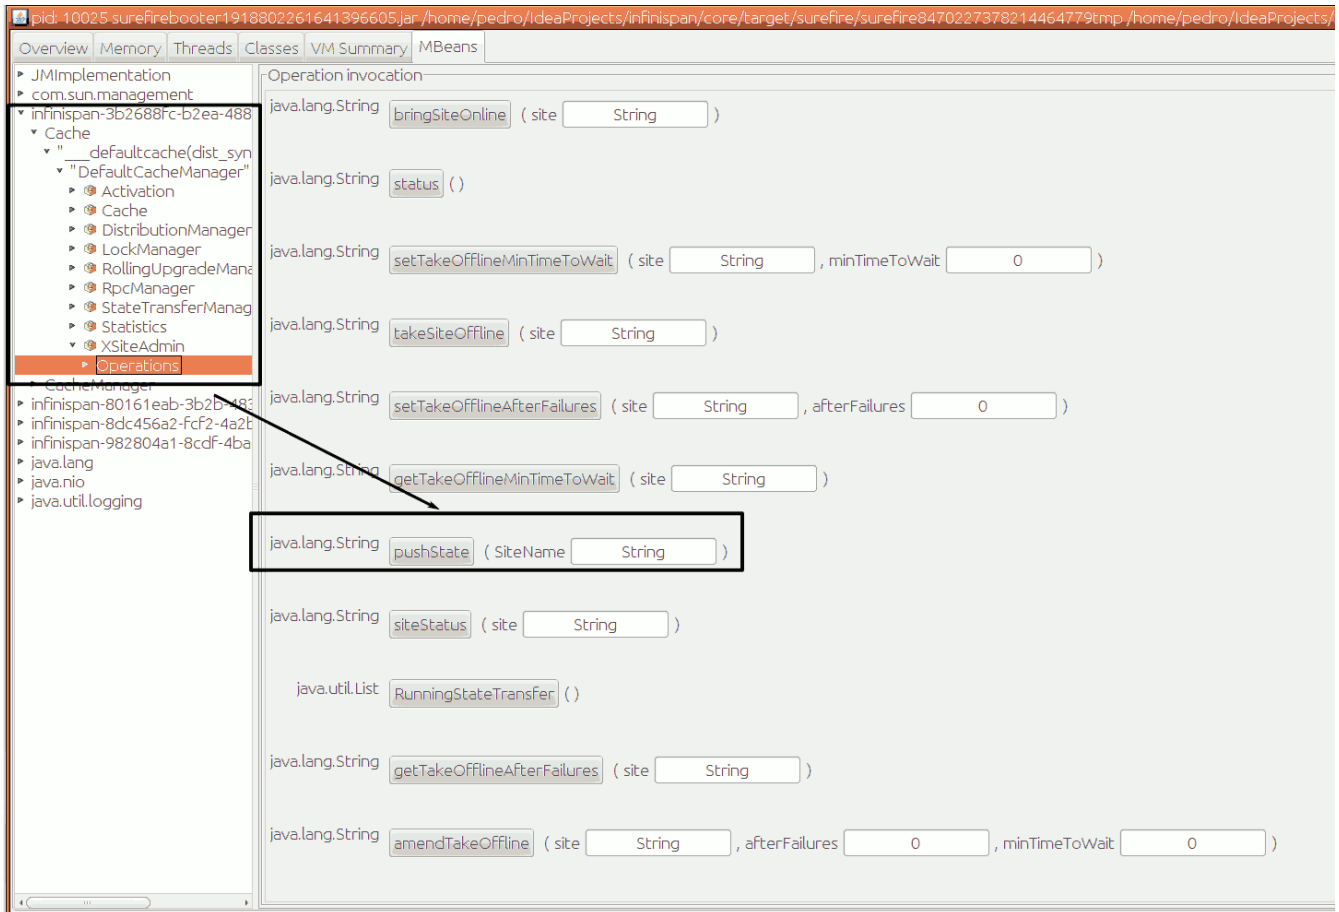 pid: 10025 surefirebooter1918802261641396605.jar /home/pedro/IdeaProjects/infinispan/core/target/surefire/surefire8470227378214464779tmp /home/pedro/IdeaProjects/
Overview Memory Threads Classes VM Summary MBeans
JMImplementation
com.sun.management
infinispan-3b2688fc-b2ea-488
Cache
"___defaultcache(dist_syn
"DefaultCacheManager"
Activation
Cache
DistributionManager
LockManager
RollingUpgradeMana
RpcManager
StateTransferManag
Statistics
XSiteAdmin
Operations
CacheManager
infinispan-80161eab-3b2b-483
infinispan-8dc456a2-fcf2-4a2b
infinispan-982804a1-8cdf-4ba
java.lang
java.nio
java.util.logging
Operation invocation
java.lang.String bringSiteOnline ( site String )
java.lang.String status ( )
java.lang.String setTakeOfflineMinTimeToWait ( site String , minTimeToWait 0 )
java.lang.String takeSiteOffline ( site String )
java.lang.String setTakeOfflineAfterFailures ( site String , afterFailures 0 )
java.lang.String getTakeOfflineMinTimeToWait ( site String )
java.lang.String pushState ( SiteName String )
java.lang.String siteStatus ( site String )
java.util.List RunningStateTransfer ( )
java.lang.String getTakeOfflineAfterFailures ( site String )
java.lang.String amendTakeOffline ( site String , afterFailures 0 , minTimeToWait 0 )